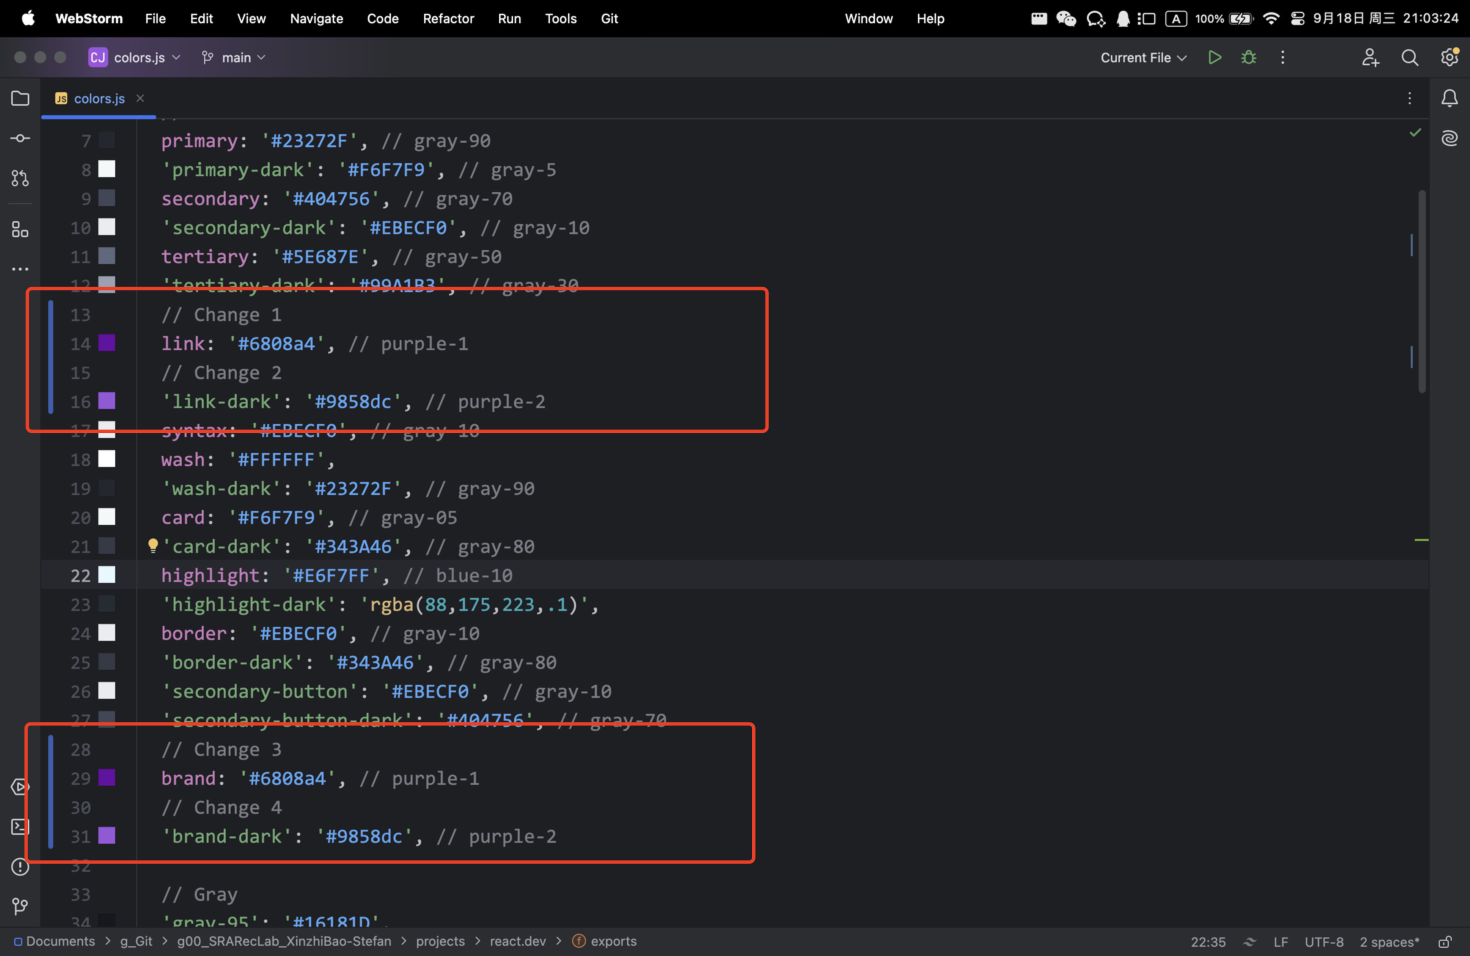 WebStorm File Edit View Navigate Code Refactor Run Tools Git Window Help A 100% 9月18日 周三 21:03:24
CJ colors.js main Current File
JS colors.js
7 primary: '#23272F', // gray-90
8 'primary-dark': '#F6F7F9', // gray-5
9 secondary: '#404756', // gray-70
10 'secondary-dark': '#EBECF0', // gray-10
11 tertiary: '#5E687E', // gray-50
12 'tertiary-dark': '#99A1B3', // gray-30
13 // Change 1
14 link: '#6808a4', // purple-1
15 // Change 2
16 'link-dark': '#9858dc', // purple-2
17 syntax: '#EBECF0', // gray-10
18 wash: '#FFFFFF',
19 'wash-dark': '#23272F', // gray-90
20 card: '#F6F7F9', // gray-05
21 'card-dark': '#343A46', // gray-80
22 highlight: '#E6F7FF', // blue-10
23 'highlight-dark': 'rgba(88,175,223,.1)',
24 border: '#EBECF0', // gray-10
25 'border-dark': '#343A46', // gray-80
26 'secondary-button': '#EBECF0', // gray-10
27 'secondary-button-dark': '#404756', // gray-70
28 // Change 3
29 brand: '#6808a4', // purple-1
30 // Change 4
31 'brand-dark': '#9858dc', // purple-2
32
33 // Gray
34 'gray-95': '#16181D',
Documents > g_Git > g00_SRARecLab_XinzhiBao-Stefan > projects > react.dev > f exports 22:35 LF UTF-8 2 spaces*